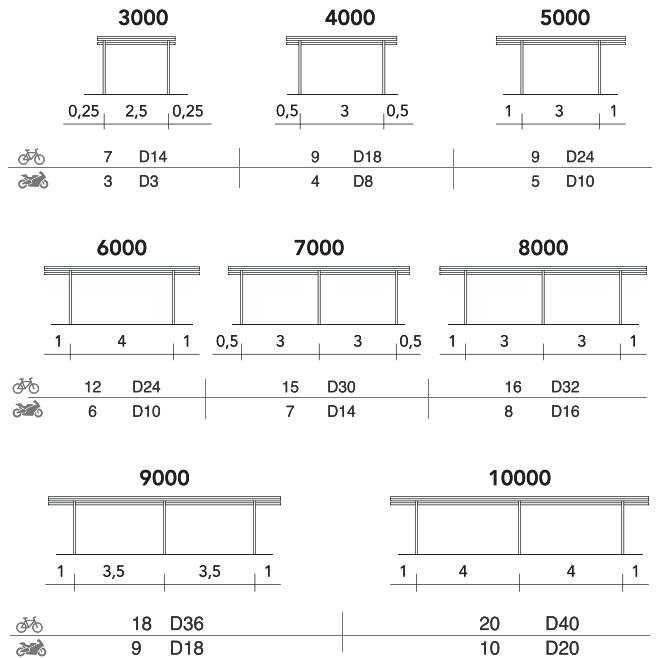 3000 4000 5000
0,25 2,5 0,25 0,5 3 0,5 1 3 1
7 D14 9 D18 9 D24
3 D3 4 D8 5 D10
6000 7000 8000
1 4 1 0,5 3 3 0,5 1 3 3 1
12 D24 15 D30 16 D32
6 D10 7 D14 8 D16
9000 10000
1 3,5 3,5 1 1 4 4 1
18 D36 20 D40
9 D18 10 D20